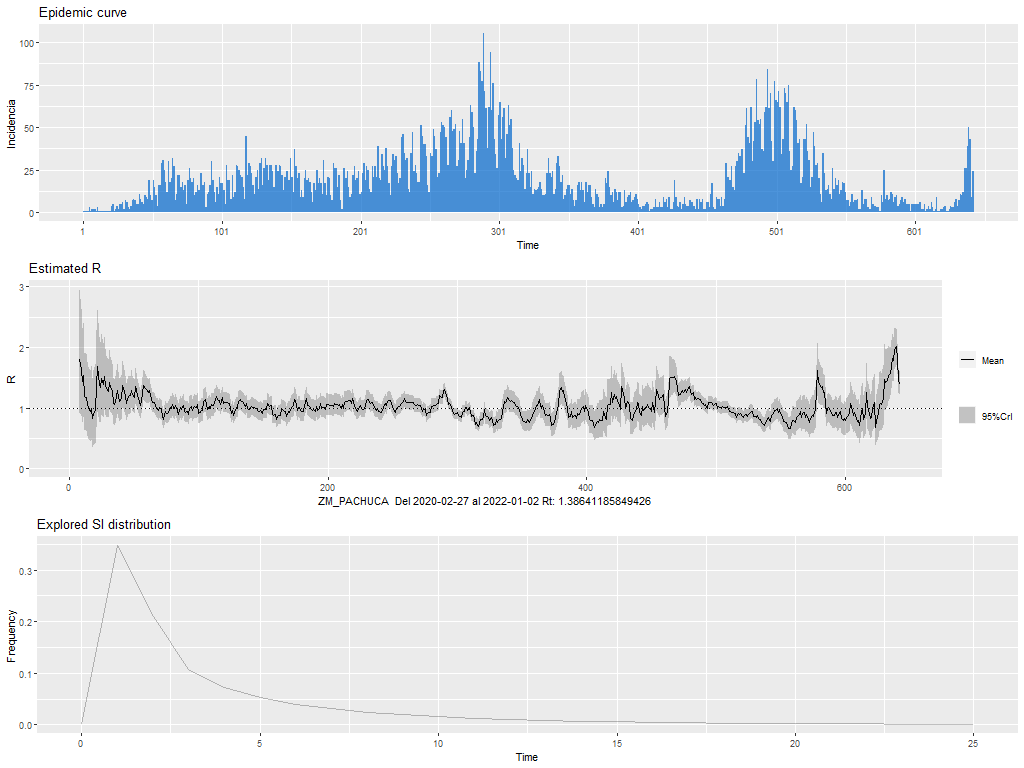 Epidemic curve
100
75
50
25
0
Incidencia
1 101 201 301 401 501 601
Time
Estimated R
3
2
1
0
R
0 200 400 600
ZM_PACHUCA Del 2020-02-27 al 2022-01-02 Rt: 1.38641185849426
Mean
95%CrI
Explored SI distribution
0.3
0.2
0.1
0.0
Frequency
0 5 10 15 20 25
Time